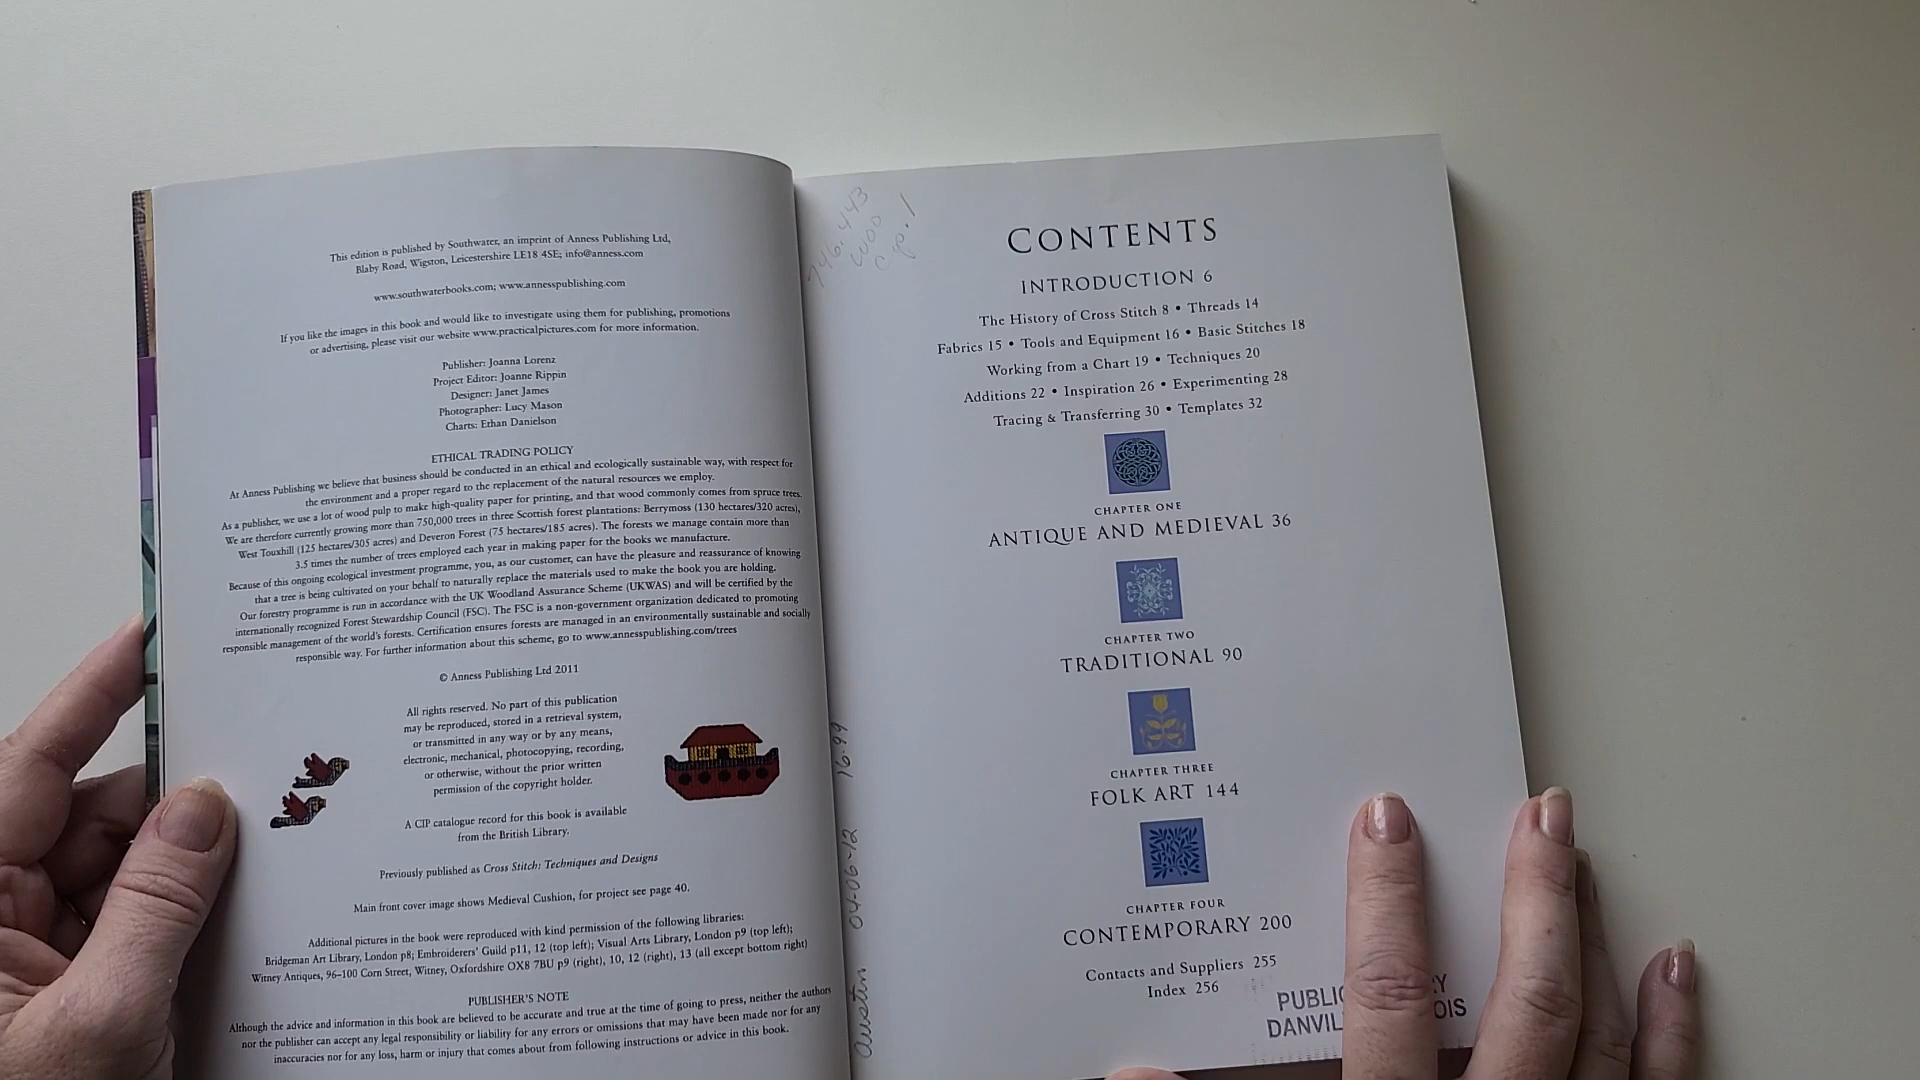 This edition is published by Southwater, an imprint of Anness Publishing Ltd,
Blaby Road, Wigston, Leicestershire LE18 4SE; info@anness.com
www.southwaterbooks.com; www.annesspublishing.com
If you like the images in this book and would like to investigate using them for publishing, promotions
or advertising, please visit our website www.practicalpictures.com for more information.
Publisher: Joanna Lorenz
Project Editor: Joanne Rippin
Designer: Janet James
Photographer: Lucy Mason
Charts: Ethan Danielson
ETHICAL TRADING POLICY
At Anness Publishing we believe that business should be conducted in an ethical and ecologically sustainable way, with respect for
the environment and a proper regard to the replacement of the natural resources we employ.
As a publisher, we use a lot of wood pulp to make high-quality paper for printing, and that wood commonly comes from spruce trees.
We are therefore currently growing more than 750,000 trees in three Scottish forest plantations: Berrymoss (130 hectares/320 acres),
West Touxhill (125 hectares/305 acres) and Deveron Forest (75 hectares/185 acres). The forests we manage contain more than
3.5 times the number of trees employed each year in making paper for the books we manufacture.
Because of this ongoing ecological investment programme, you, as our customer, can have the pleasure and reassurance of knowing
that a tree is being cultivated on your behalf to naturally replace the materials used to make the book you are holding.
Our forestry programme is run in accordance with the UK Woodland Assurance Scheme (UKWAS) and will be certified by the
internationally recognized Forest Stewardship Council (FSC). The FSC is a non-government organization dedicated to promoting
responsible management of the world's forests. Certification ensures forests are managed in an environmentally sustainable and socially
responsible way. For further information about this scheme, go to www.annesspublishing.com/trees
© Anness Publishing Ltd 2011
All rights reserved. No part of this publication
may be reproduced, stored in a retrieval system,
or transmitted in any way or by any means,
electronic, mechanical, photocopying, recording,
or otherwise, without the prior written
permission of the copyright holder.
A CIP catalogue record for this book is available
from the British Library.
Previously published as Cross Stitch: Techniques and Designs
Main front cover image shows Medieval Cushion, for project see page 40.
Additional pictures in the book were reproduced with kind permission of the following libraries:
Bridgeman Art Library, London p8; Embroiderers' Guild p11, 12 (top left); Visual Arts Library, London p9 (top left);
Witney Antiques, 96–100 Corn Street, Witney, Oxfordshire OX8 7BU p9 (right), 10, 12 (right), 13 (all except bottom right)
PUBLISHER'S NOTE
Although the advice and information in this book are believed to be accurate and true at the time of going to press, neither the authors
nor the publisher can accept any legal responsibility or liability for any errors or omissions that may have been made nor for any
inaccuracies nor for any loss, harm or injury that comes about from following instructions or advice in this book.
746.443
WOO
cp. 1
austin 04-06-12 16.99
CONTENTS
INTRODUCTION 6
The History of Cross Stitch 8 • Threads 14
Fabrics 15 • Tools and Equipment 16 • Basic Stitches 18
Working from a Chart 19 • Techniques 20
Additions 22 • Inspiration 26 • Experimenting 28
Tracing & Transferring 30 • Templates 32
CHAPTER ONE
ANTIQUE AND MEDIEVAL 36
CHAPTER TWO
TRADITIONAL 90
CHAPTER THREE
FOLK ART 144
CHAPTER FOUR
CONTEMPORARY 200
Contacts and Suppliers 255
Index 256